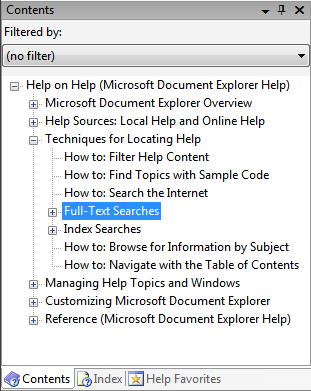 Contents
Filtered by:
(no filter)
Help on Help (Microsoft Document Explorer Help)
Microsoft Document Explorer Overview
Help Sources: Local Help and Online Help
Techniques for Locating Help
How to: Filter Help Content
How to: Find Topics with Sample Code
How to: Search the Internet
Full-Text Searches
Index Searches
How to: Browse for Information by Subject
How to: Navigate with the Table of Contents
Managing Help Topics and Windows
Customizing Microsoft Document Explorer
Reference (Microsoft Document Explorer Help)
Contents Index Help Favorites